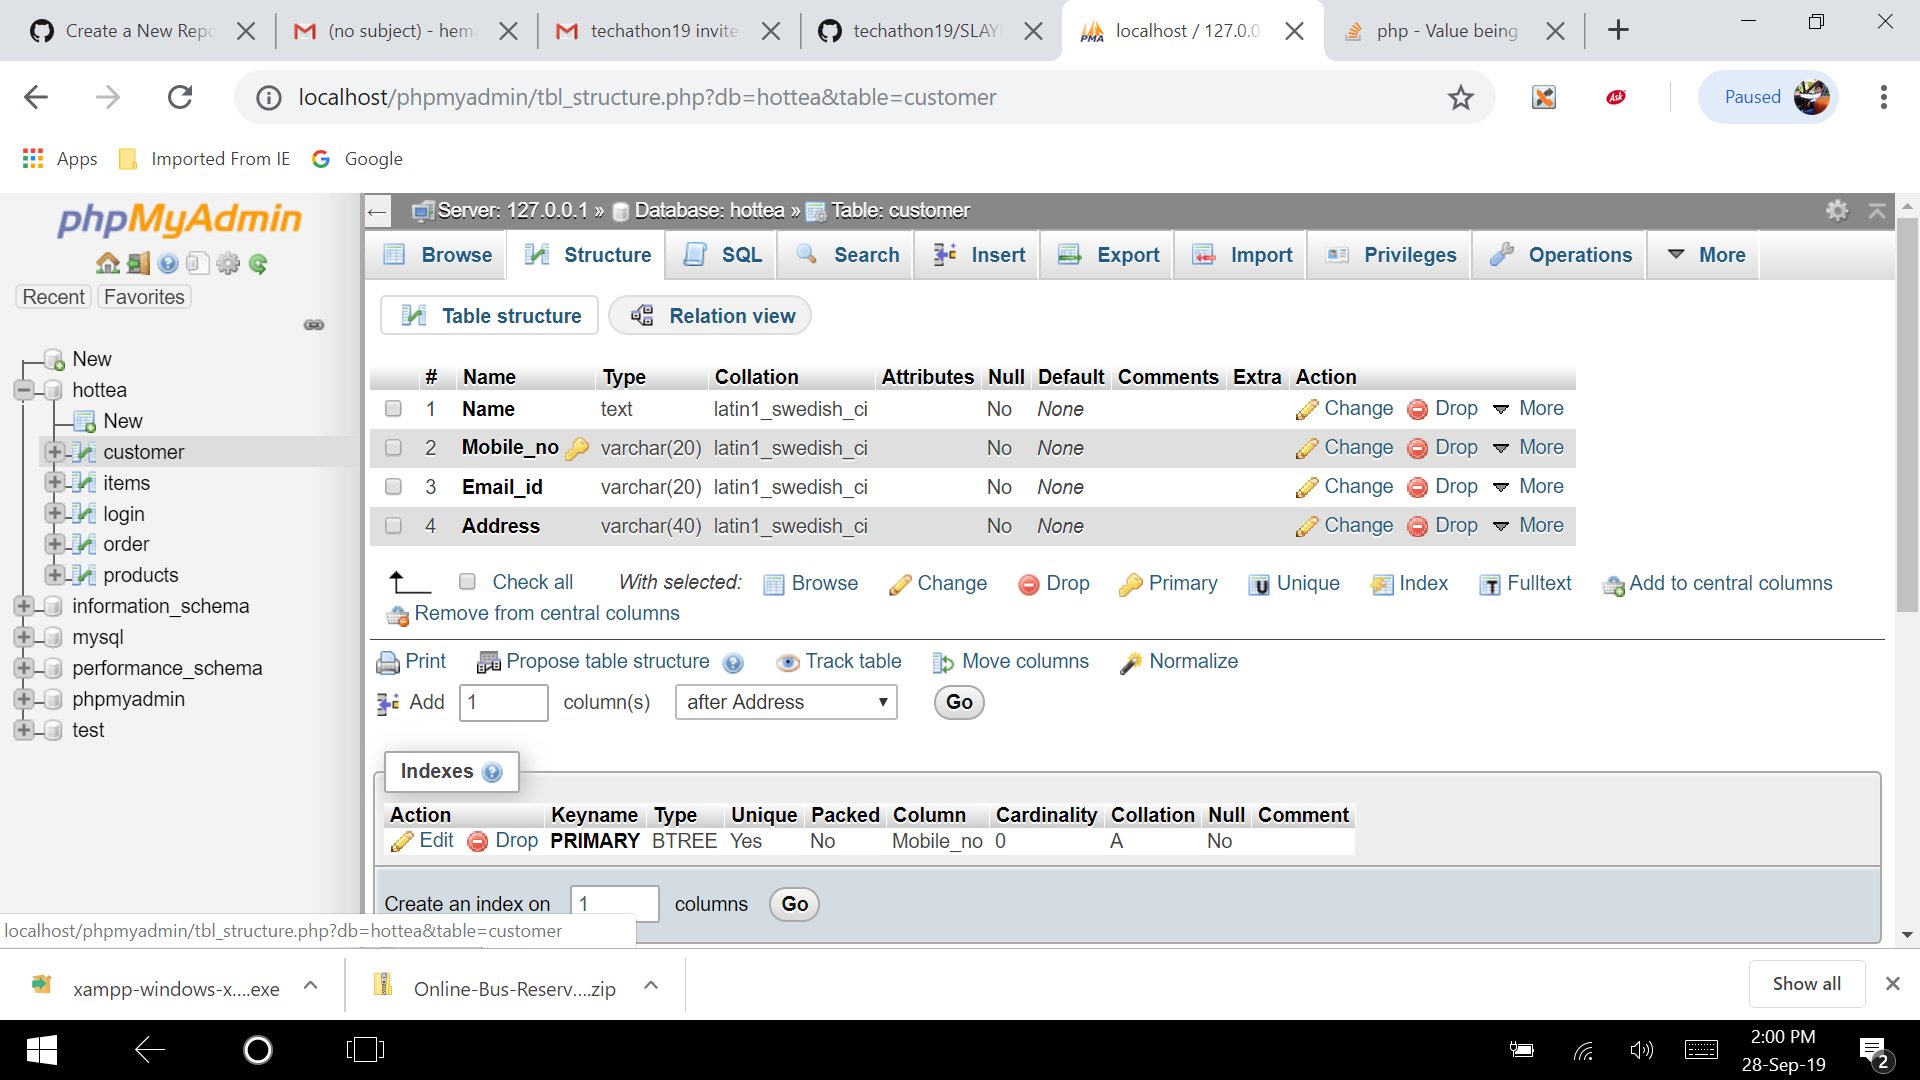 Create a New Repo
(no subject) - hema
techathon19 invite
techathon19/SLAY
localhost / 127.0.0
php - Value being
localhost/phpmyadmin/tbl_structure.php?db=hottea&table=customer
Ask
Paused
Apps
Imported From IE
Google
phpMyAdmin
Recent
Favorites
New
hottea
New
customer
items
login
order
products
information_schema
mysql
performance_schema
phpmyadmin
test
Server: 127.0.0.1 » Database: hottea » Table: customer
Browse Structure SQL Search Insert Export Import Privileges Operations More
Table structure Relation view
# Name Type Collation Attributes Null Default Comments Extra Action
1 Name text latin1_swedish_ci No None Change Drop More
2 Mobile_no varchar(20) latin1_swedish_ci No None Change Drop More
3 Email_id varchar(20) latin1_swedish_ci No None Change Drop More
4 Address varchar(40) latin1_swedish_ci No None Change Drop More
Check all With selected: Browse Change Drop Primary Unique Index Fulltext Add to central columns
Remove from central columns
Print Propose table structure Track table Move columns Normalize
Add 1 column(s) after Address Go
Indexes
Action Keyname Type Unique Packed Column Cardinality Collation Null Comment
Edit Drop PRIMARY BTREE Yes No Mobile_no 0 A No
Create an index on 1 columns Go
localhost/phpmyadmin/tbl_structure.php?db=hottea&table=customer
xampp-windows-x....exe
Online-Bus-Reserv....zip
Show all
2:00 PM
28-Sep-19
2